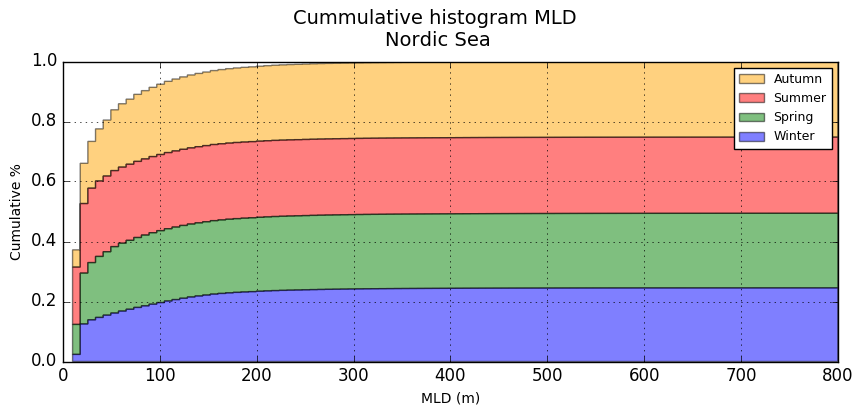 Cummulative histogram MLD
Nordic Sea
Cumulative %
1.0
0.8
0.6
0.4
0.2
0.0
0 100 200 300 400 500 600 700 800
MLD (m)
Autumn
Summer
Spring
Winter